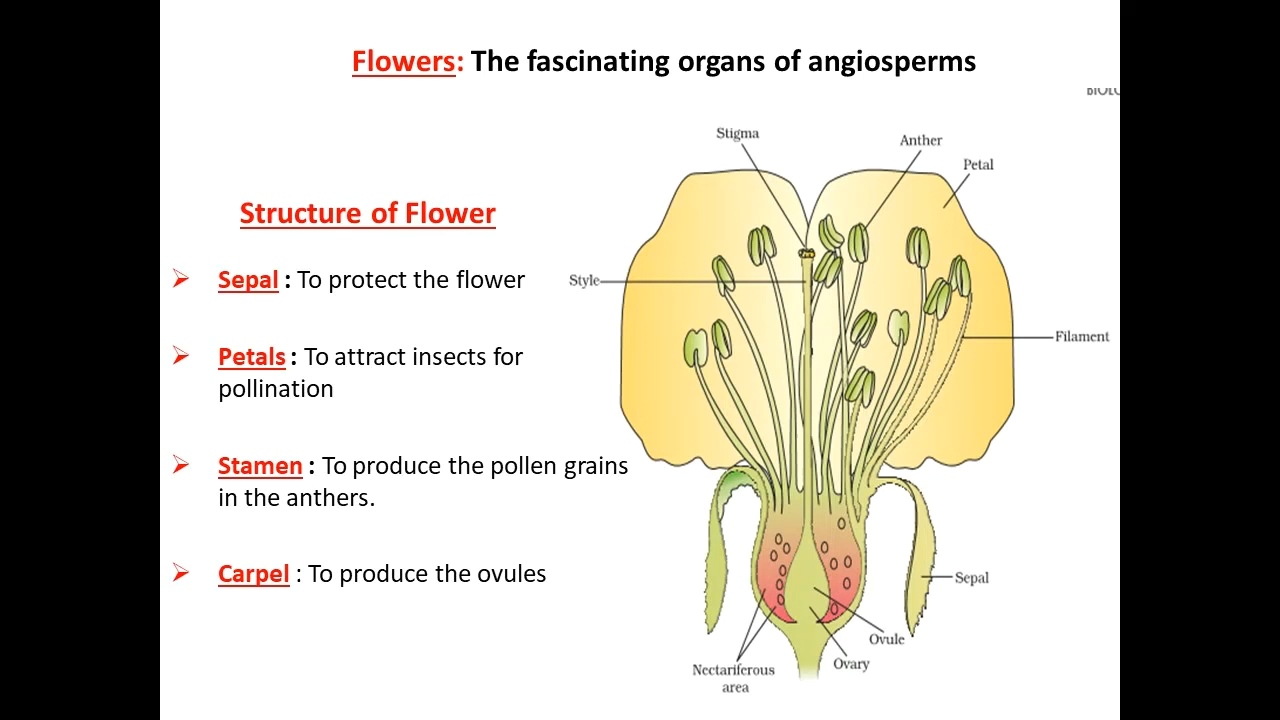 Flowers: The fascinating organs of angiosperms
Structure of Flower
Sepal : To protect the flower
Petals : To attract insects for
pollination
Stamen : To produce the pollen grains
in the anthers.
Carpel : To produce the ovules
Stigma
Anther
Petal
Style
Filament
Sepal
Ovule
Ovary
Nectariferous
area